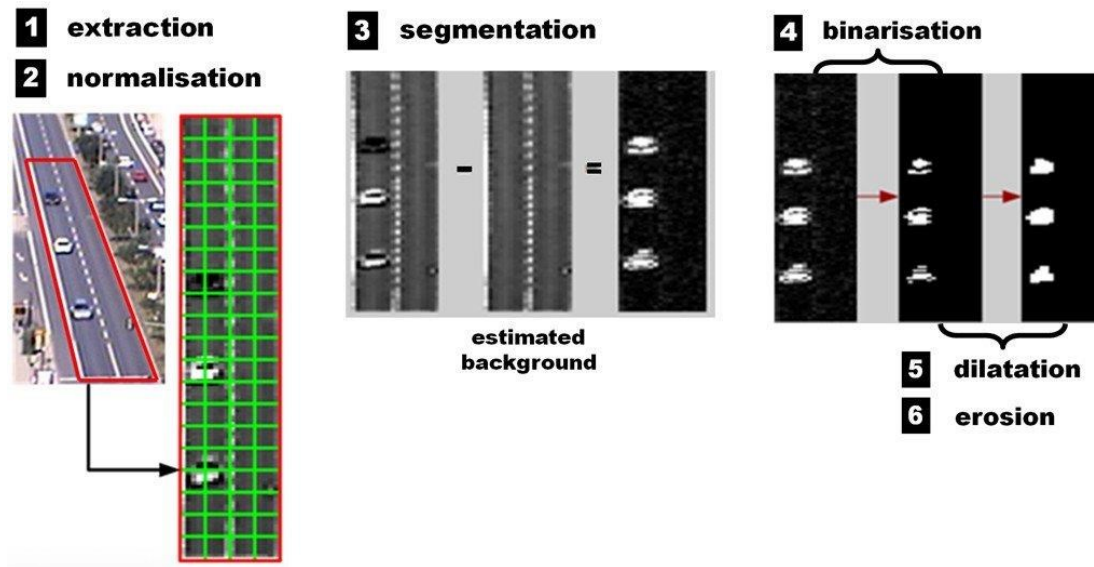 1 extraction
2 normalisation
3 segmentation
- =
estimated
background
4 binarisation
5 dilatation
6 erosion